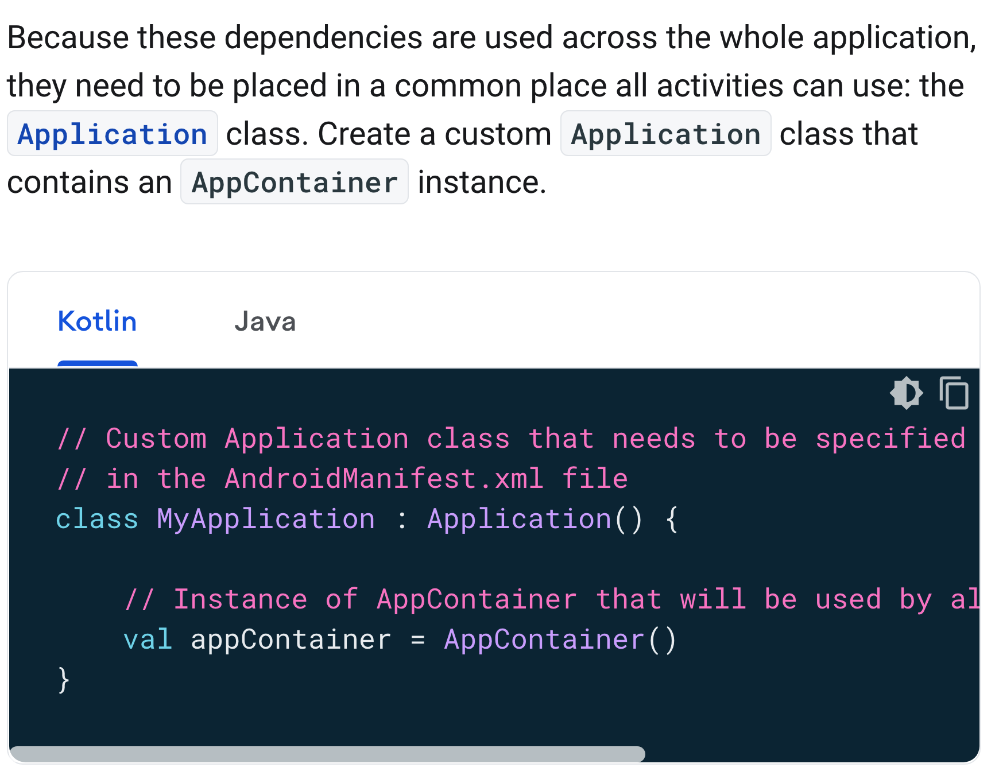 Because these dependencies are used across the whole application,
they need to be placed in a common place all activities can use: the
Application class. Create a custom Application class that
contains an AppContainer instance.
Kotlin Java
// Custom Application class that needs to be specified
// in the AndroidManifest.xml file
class MyApplication : Application() {
    // Instance of AppContainer that will be used by al
    val appContainer = AppContainer()
}